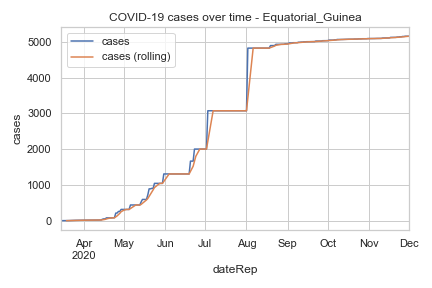 COVID-19 cases over time - Equatorial_Guinea
cases
cases (rolling)
5000
4000
3000
2000
1000
0
cases
Apr
2020
May
Jun
Jul
Aug
Sep
Oct
Nov
Dec
dateRep